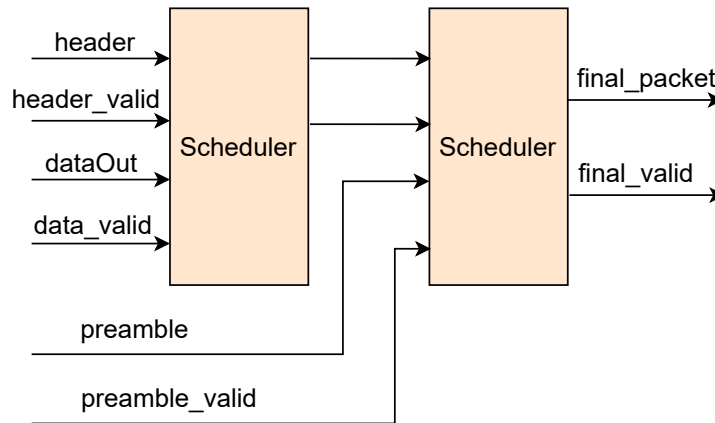 header
header_valid
dataOut
data_valid
Scheduler
Scheduler
final_packet
final_valid
preamble
preamble_valid